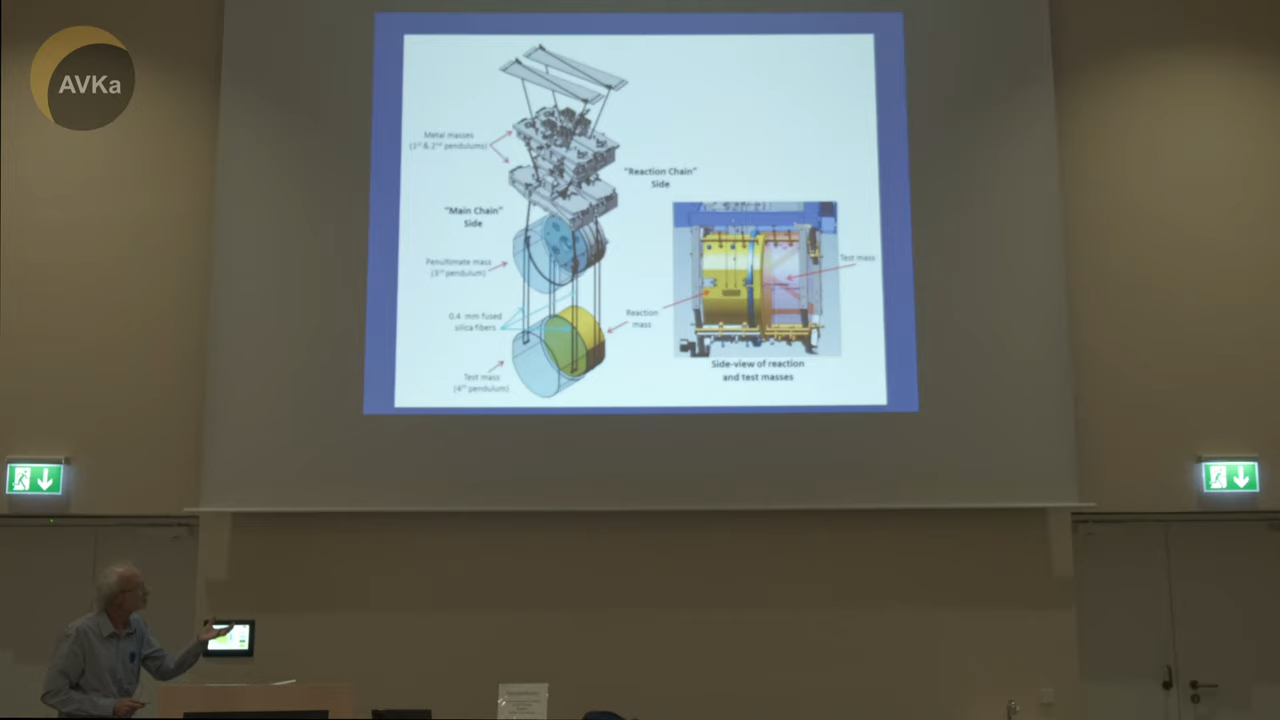 AVKa
Metal masses
(1st & 2nd pendulums)
"Reaction Chain"
Side
"Main Chain"
Side
Penultimate mass
(3rd pendulum)
Test mass
0.4 mm fused
silica fibers
Reaction
mass
Side-view of reaction
and test masses
Test mass
(4th pendulum)